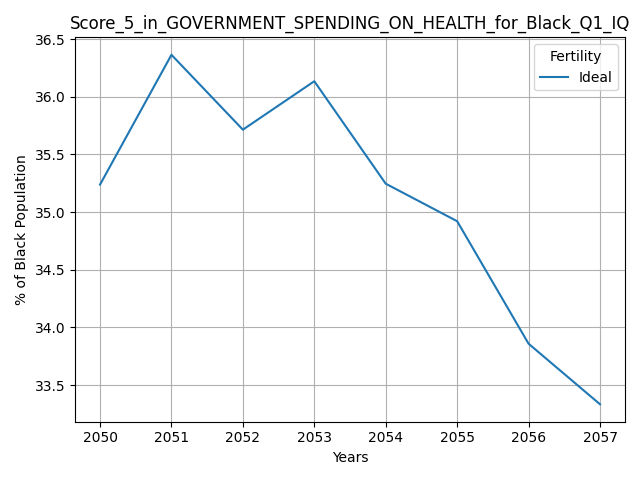 Score_5_in_GOVERNMENT_SPENDING_ON_HEALTH_for_Black_Q1_IQ
Fertility
Ideal
36.5
36.0
35.5
35.0
34.5
34.0
33.5
% of Black Population
2050 2051 2052 2053 2054 2055 2056 2057
Years